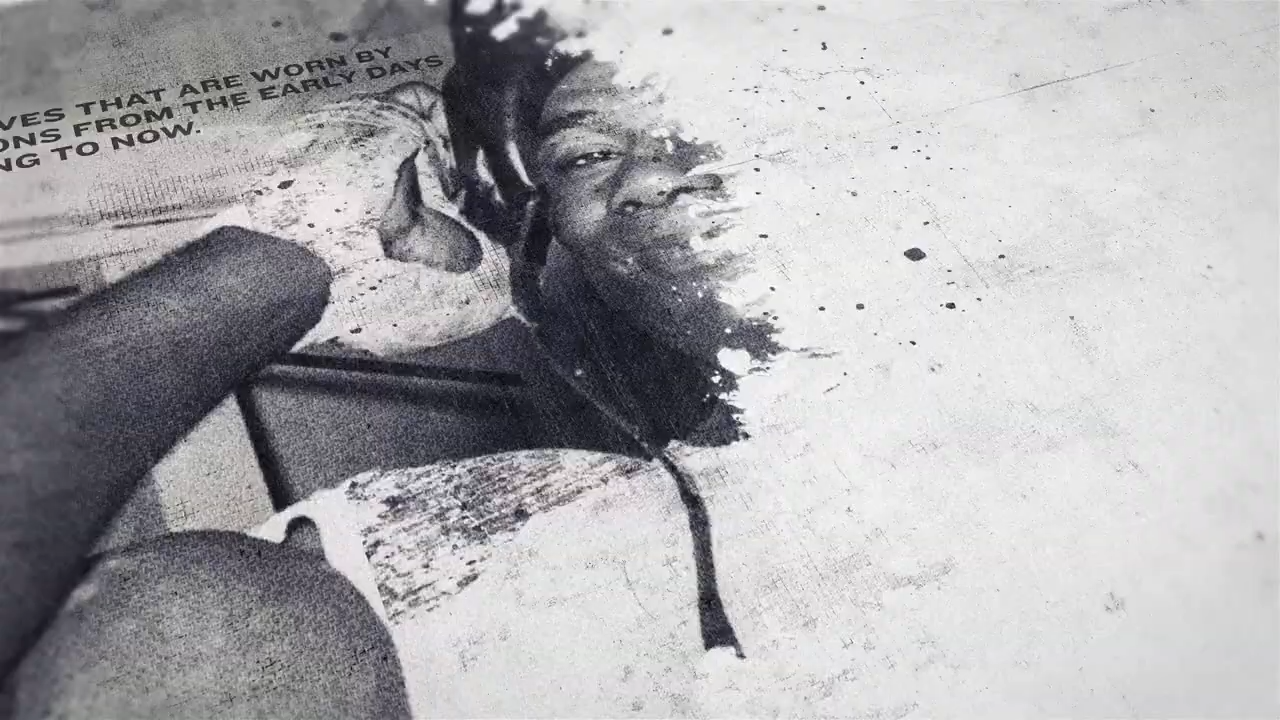 VES THAT ARE WORN BY
ONS FROM THE EARLY DAYS
NG TO NOW.